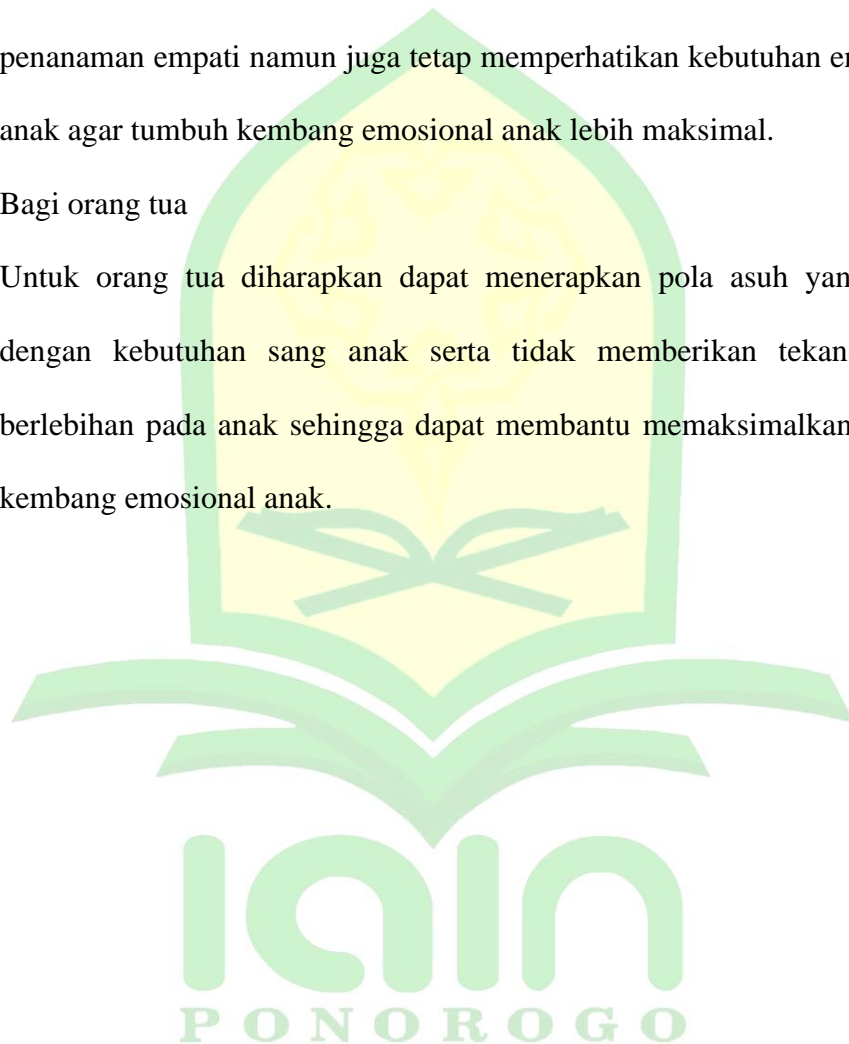 penanaman empati namun juga tetap memperhatikan kebutuhan
anak agar tumbuh kembang emosional anak lebih maksimal.
Bagi orang tua
Untuk orang tua diharapkan dapat menerapkan pola asuh
dengan kebutuhan sang anak serta tidak memberikan
berlebihan pada anak sehingga dapat membantu memaksimalkan
kembang emosional anak.
iain
PONOROGO